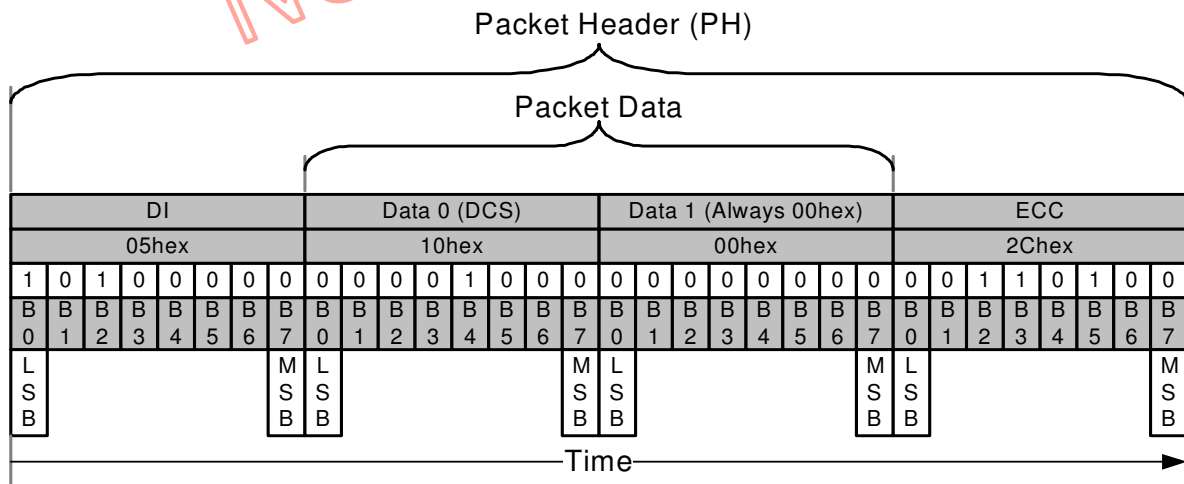 Packet Header (PH)
Packet Data
DI Data 0 (DCS) Data 1 (Always 00hex) ECC
05hex 10hex 00hex 2Chex
1 0 1 0 0 0 0 0 0 0 0 0 1 0 0 0 0 0 0 0 0 0 0 0 0 0 1 1 0 1 0 0
B0 B1 B2 B3 B4 B5 B6 B7 B0 B1 B2 B3 B4 B5 B6 B7 B0 B1 B2 B3 B4 B5 B6 B7 B0 B1 B2 B3 B4 B5 B6 B7
LSB MSB LSB MSB LSB MSB LSB MSB
Time